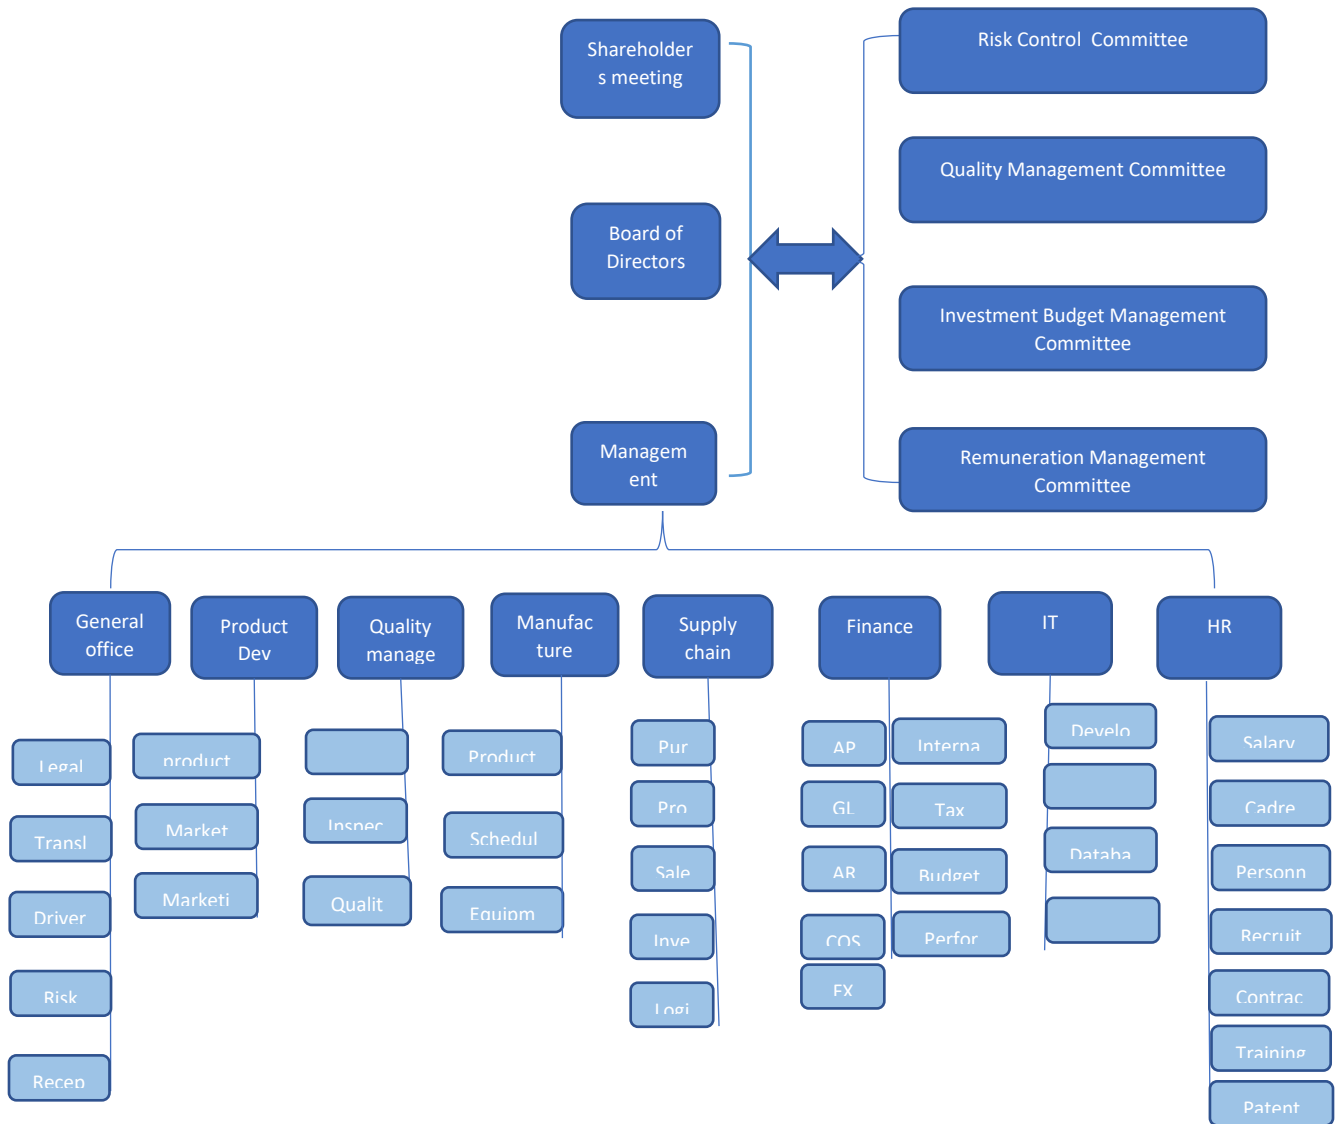 Shareholder
s meeting
Risk Control  Committee
Quality Management Committee
Board of
Directors
Investment Budget Management
Committee
Managem
ent
Remuneration Management
Committee
General
office
Product
Dev
Quality
manage
Manufac
ture
Supply
chain
Finance
IT
HR
Legal
Transl
Driver
Risk
Recep
product
Market
Marketi
Inspec
Qualit
Product
Schedul
Equipm
Pur
Pro
Sale
Inve
Logi
AP
GL
AR
COS
FX
Interna
Tax
Budget
Perfor
Develo
Databa
Salary
Cadre
Personn
Recruit
Contrac
Training
Patent